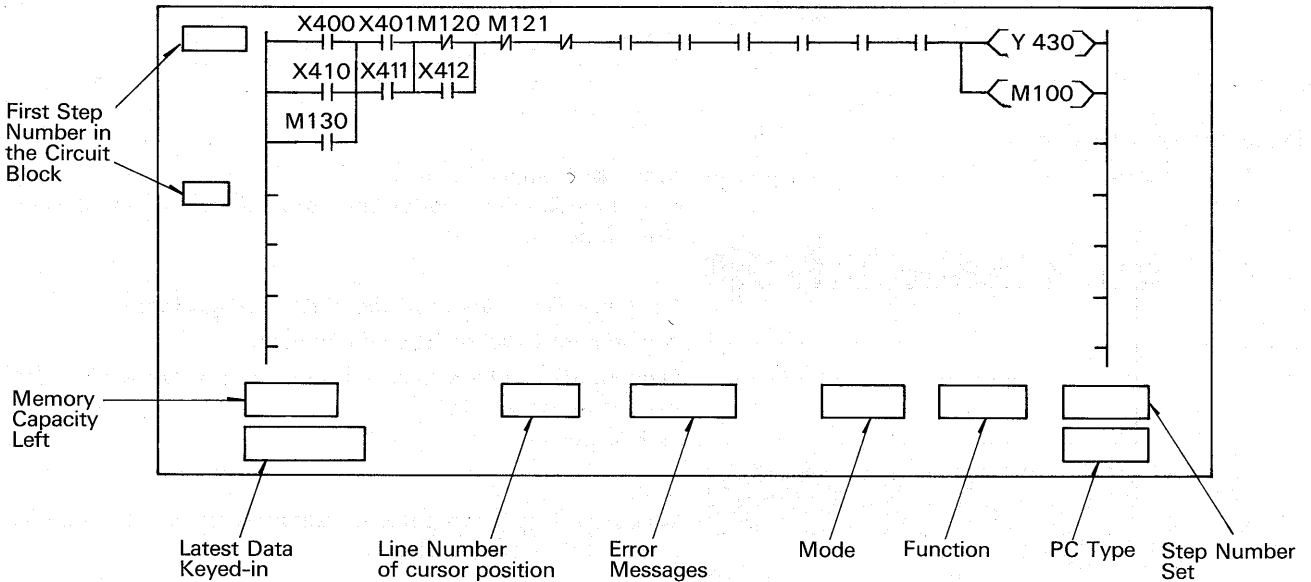 X400 X401 M120 M121
Y 430
X410 X411 X412
M100
M130
First Step
Number in
the Circuit
Block
Memory
Capacity
Left
Latest Data
Keyed-in
Line Number
of cursor position
Error
Messages
Mode
Function
PC Type
Step Number
Set